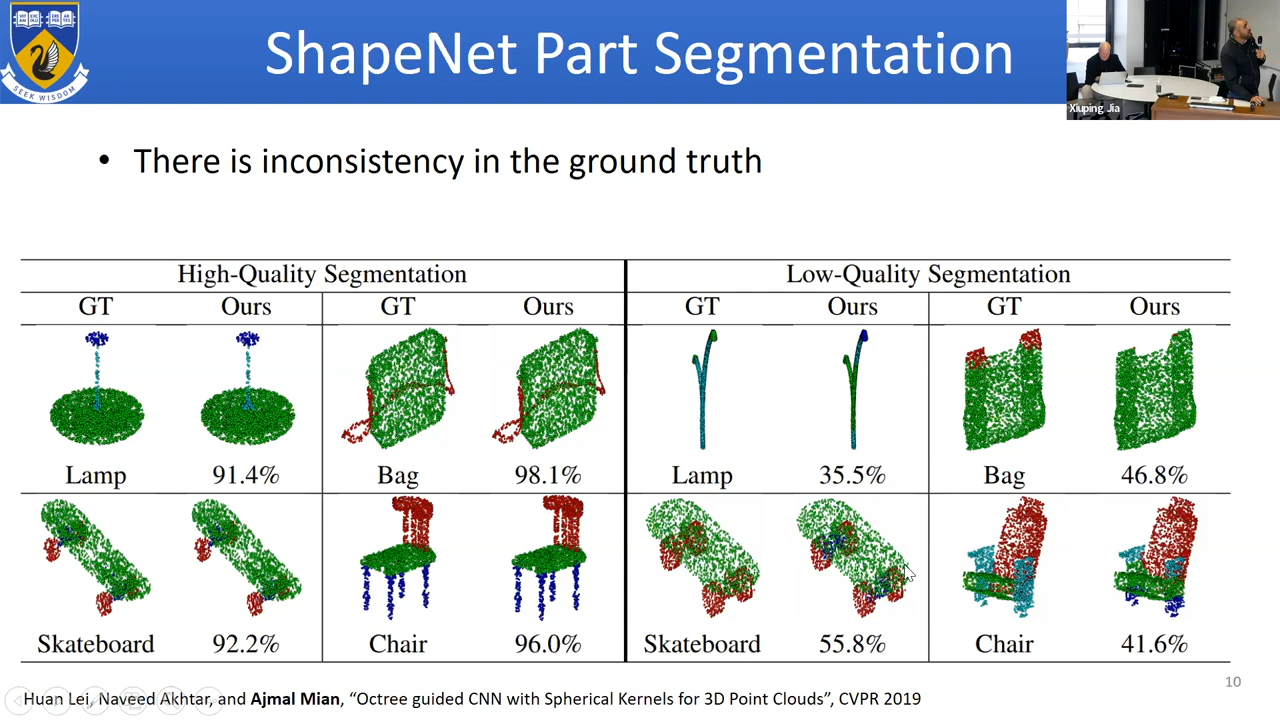 ShapeNet Part Segmentation
SEEK WISDOM
Xiuping Jia
• There is inconsistency in the ground truth
High-Quality Segmentation Low-Quality Segmentation
GT Ours GT Ours GT Ours GT Ours
Lamp 91.4% Bag 98.1% Lamp 35.5% Bag 46.8%
Skateboard 92.2% Chair 96.0% Skateboard 55.8% Chair 41.6%
10
Huan Lei, Naveed Akhtar, and Ajmal Mian, “Octree guided CNN with Spherical Kernels for 3D Point Clouds”, CVPR 2019